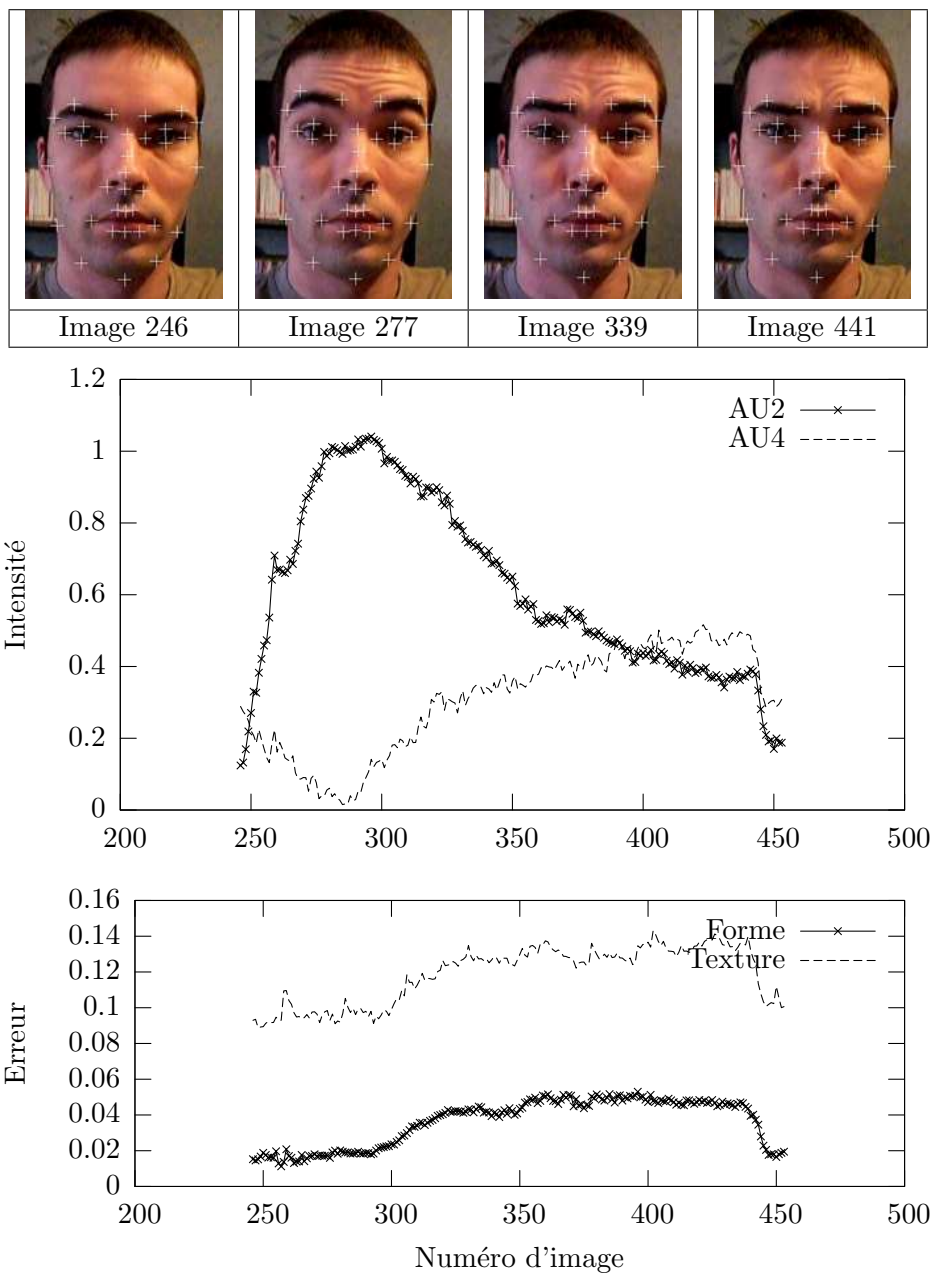 Image 246 Image 277 Image 339 Image 441
1.2
AU2
AU4
1
0.8
0.6
0.4
0.2
0
Intensité
200 250 300 350 400 450 500
0.16
Forme
0.14
Texture
0.12
0.1
0.08
0.06
0.04
0.02
0
Erreur
200 250 300 350 400 450 500
Numéro d'image